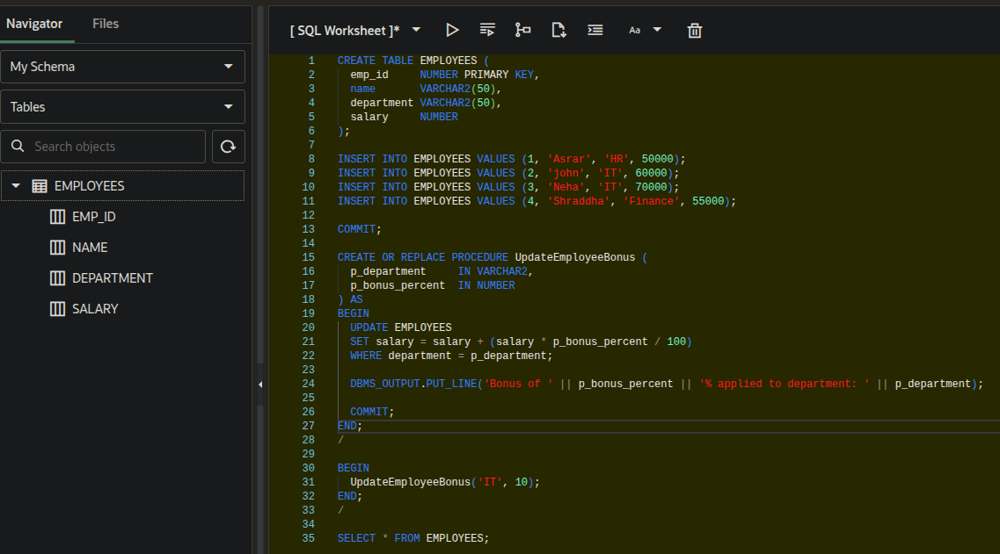 Navigator Files
My Schema
Tables
Search objects
EMPLOYEES
EMP_ID
NAME
DEPARTMENT
SALARY
[ SQL Worksheet ]* Aa
1 CREATE TABLE EMPLOYEES (
2   emp_id     NUMBER PRIMARY KEY,
3   name       VARCHAR2(50),
4   department VARCHAR2(50),
5   salary     NUMBER
6 );
7
8 INSERT INTO EMPLOYEES VALUES (1, 'Asrar', 'HR', 50000);
9 INSERT INTO EMPLOYEES VALUES (2, 'john', 'IT', 60000);
10 INSERT INTO EMPLOYEES VALUES (3, 'Neha', 'IT', 70000);
11 INSERT INTO EMPLOYEES VALUES (4, 'Shraddha', 'Finance', 55000);
12
13 COMMIT;
14
15 CREATE OR REPLACE PROCEDURE UpdateEmployeeBonus (
16   p_department     IN VARCHAR2,
17   p_bonus_percent  IN NUMBER
18 ) AS
19 BEGIN
20   UPDATE EMPLOYEES
21   SET salary = salary + (salary * p_bonus_percent / 100)
22   WHERE department = p_department;
23
24   DBMS_OUTPUT.PUT_LINE('Bonus of ' || p_bonus_percent || '% applied to department: ' || p_department);
25
26   COMMIT;
27 END;
28 /
29
30 BEGIN
31   UpdateEmployeeBonus('IT', 10);
32 END;
33 /
34
35 SELECT * FROM EMPLOYEES;